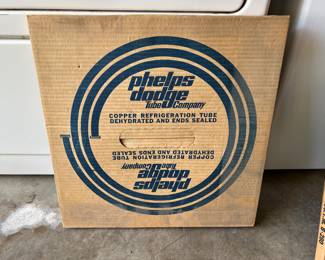 phelps
dodge
Tube Company
COPPER REFRIGERATION TUBE
DEHYDRATED AND ENDS SEALED
COPPER REFRIGERATION TUBE
DEHYDRATED AND ENDS SEALED
phelps
dodge
Tube Company